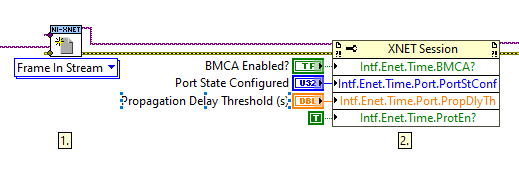 NI-XNET
Frame In Stream
XNET Session
BMCA Enabled? TF Intf.Enet.Time.BMCA?
Port State Configured U32 Intf.Enet.Time.Port.PortStConf
Propagation Delay Threshold (s) DBL Intf.Enet.Time.Port.PropDlyTh
T Intf.Enet.Time.ProtEn?
1. 2.